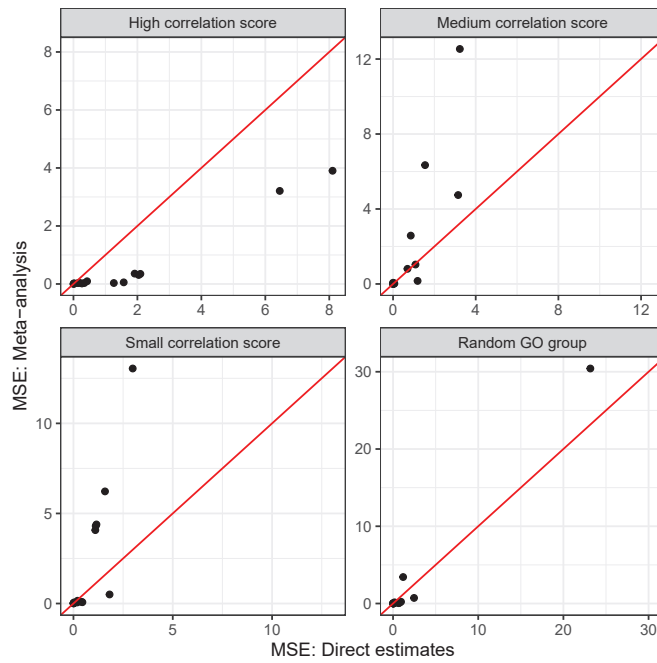 High correlation score
Medium correlation score
8
6
4
2
0
0 2 4 6 8
12
8
4
0
0 4 8 12
Small correlation score
Random GO group
10
5
0
0 5 10
30
20
10
0
0 10 20 30
MSE: Meta−analysis
MSE: Direct estimates